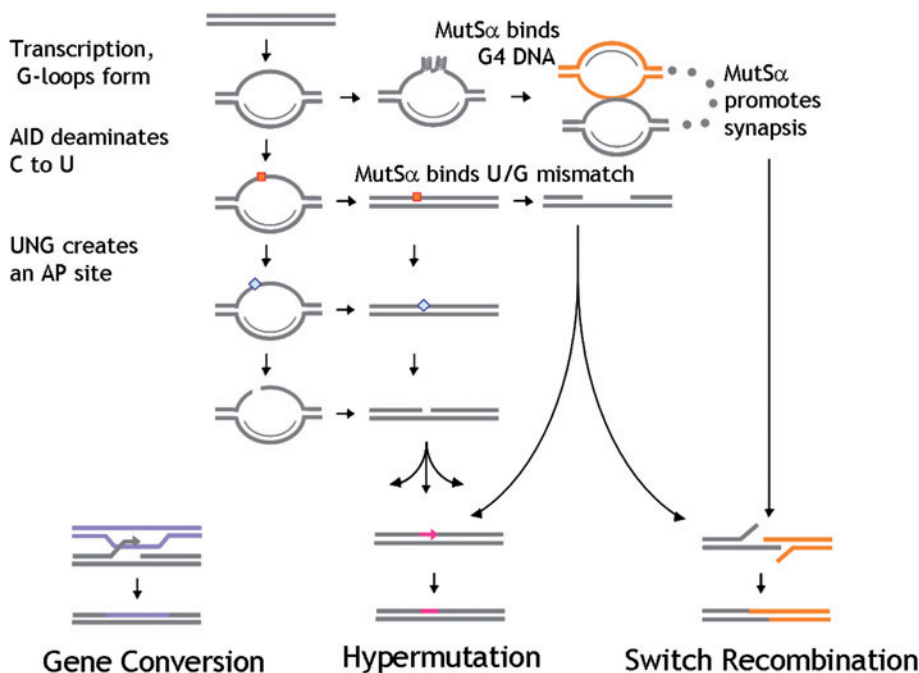 Transcription,
G-loops form
MutSα binds
G4 DNA
MutSα
promotes
synapsis
AID deaminates
C to U
MutSα binds U/G mismatch
UNG creates
an AP site
Gene Conversion
Hypermutation
Switch Recombination